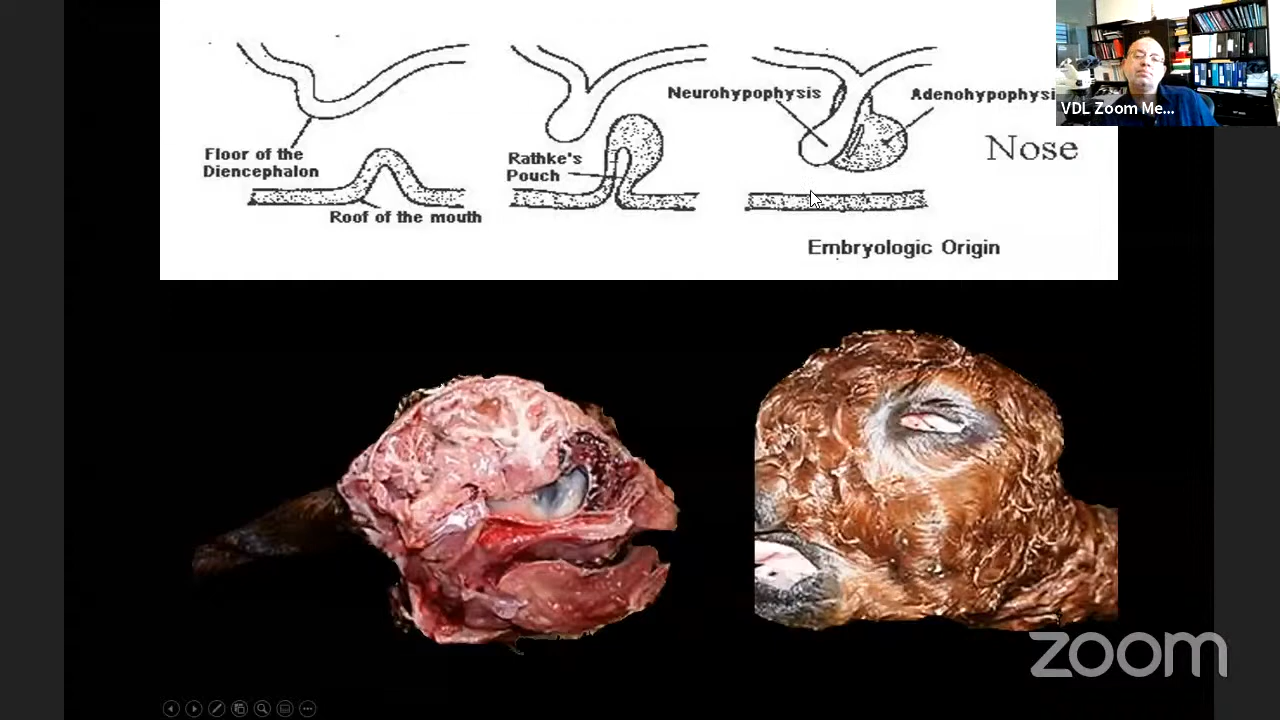 Neurohypophysis
Adenohypophysi
VDL Zoom Me...
Floor of the
Diencephalon
Rathke's
Pouch
Nose
Roof of the mouth
Embryologic Origin
zoom